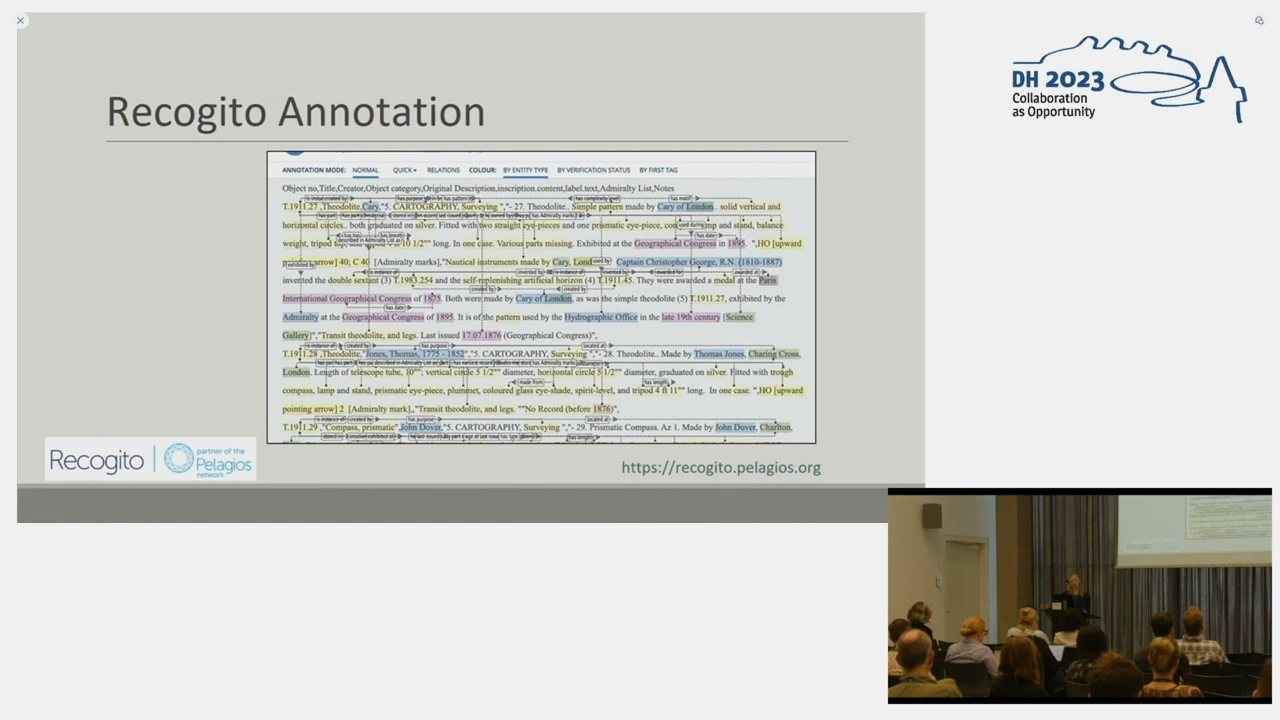 Recogito Annotation
DH 2023
Collaboration
as Opportunity
ANNOTATION MODE: NORMAL QUICK RELATIONS COLOUR: BY ENTITY TYPE BY VERIFICATION STATUS BY FIRST TAG
Object no,Title,Creator,Object category,Original Description,inscription.content,label.text,Admiralty List,Notes
T.1911.27 ,Theodolite,Cary,"5. CARTOGRAPHY, Surveying ","- 27. Theodolite.. Simple pattern made by Cary of London.. solid vertical and
horizontal circles.. both graduated on silver. Fitted with two straight eye-pieces and one prismatic eye-piece, and stand, balance
weight, tripod 10 1/2"" long. In one case. Various parts missing. Exhibited at the Geographical Congress in 1895. ",HO [upward
arrow] 40; C 40 [Admiralty marks],"Nautical instruments made by Cary, Captain Christopher George, R.N. (1810-1887)
invented the double sextant (3) T.1983.254 and the self-replenishing artificial horizon (4) T.1911.45. They were awarded a medal at the Paris
International Geographical Congress of 1875. Both were made by Cary of London, as was the simple theodolite (5) T.1911.27, exhibited by the
Admiralty at the Geographical Congress of 1895. It is of the pattern used by the Hydrographic Office in the late 19th century [Science
Gallery]","Transit theodolite, and legs. Last issued 17.07.1876 (Geographical Congress)",
T.1911.28 ,Theodolite,"Jones, Thomas, 1775 - 1852","5. CARTOGRAPHY, Surveying ","- 28. Theodolite.. Made by Thomas Jones, Charing Cross,
London. Length of telescope tube, 10""; vertical circle 5 1/2"" diameter, horizontal circle 5 1/2"" diameter, graduated on silver. Fitted with trough
compass, lamp and stand, prismatic eye-piece, plummet, coloured glass eye-shade, spirit-level, and tripod 4 ft 11"" long. In one case. ",HO [upward
pointing arrow] 2 [Admiralty mark],,"Transit theodolite, and legs. ""No Record (before 1876)",
T.1911.29 ,"Compass, prismatic",John Dover,"5. CARTOGRAPHY, Surveying ","- 29. Prismatic Compass. Az 1. Made by John Dover, Charlton,
Recogito
partner of the
Pelagios
network
https://recogito.pelagios.org